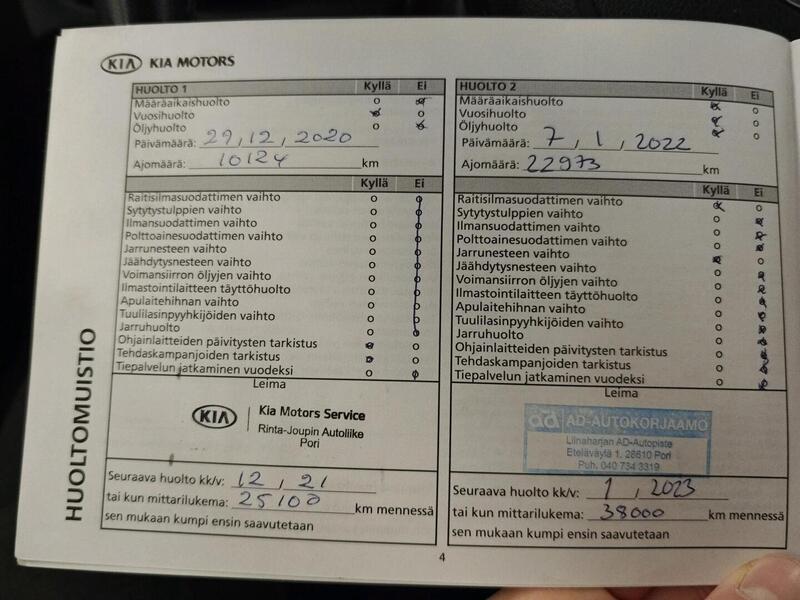 KIA KIA MOTORS
HUOLTO 1 Kyllä Ei
Määräaikaishuolto
Vuosihuolto
Öljyhuolto
Päivämäärä: 29, 12, 2020
Ajomäärä: 10124 km
Kyllä Ei
Raitisilmasuodattimen vaihto
Sytytystulppien vaihto
Ilmansuodattimen vaihto
Polttoainesuodattimen vaihto
Jarrunesteen vaihto
Jäähdytysnesteen vaihto
Voimansiirron öljyjen vaihto
Ilmastointilaitteen täyttöhuolto
Apulaitehihnan vaihto
Tuulilasinpyyhkijöiden vaihto
Jarruhuolto
Ohjainlaitteiden päivitysten tarkistus
Tehdaskampanjoiden tarkistus
Tiepalvelun jatkaminen vuodeksi
Leima
KIA Kia Motors Service
Rinta-Joupin Autoliike
Pori
Seuraava huolto kk/v: 12, 21
tai kun mittarilukema: 25100 km mennessä
sen mukaan kumpi ensin saavutetaan
HUOLTO 2 Kyllä Ei
Määräaikaishuolto
Vuosihuolto
Öljyhuolto
Päivämäärä: 7, 1, 2022
Ajomäärä: 22973 km
Kyllä Ei
Raitisilmasuodattimen vaihto
Sytytystulppien vaihto
Ilmansuodattimen vaihto
Polttoainesuodattimen vaihto
Jarrunesteen vaihto
Jäähdytysnesteen vaihto
Voimansiirron öljyjen vaihto
Ilmastointilaitteen täyttöhuolto
Apulaitehihnan vaihto
Tuulilasinpyyhkijöiden vaihto
Jarruhuolto
Ohjainlaitteiden päivitysten tarkistus
Tehdaskampanjoiden tarkistus
Tiepalvelun jatkaminen vuodeksi
Leima
ad AD-AUTOKORJAAMO
Liinaharjan AD-Autopiste
Eteläväylä 1, 28610 Pori
Puh. 040 734 3319
Seuraava huolto kk/v: 1, 2023
tai kun mittarilukema: 38000 km mennessä
sen mukaan kumpi ensin saavutetaan
HUOLTOMUISTIO
4